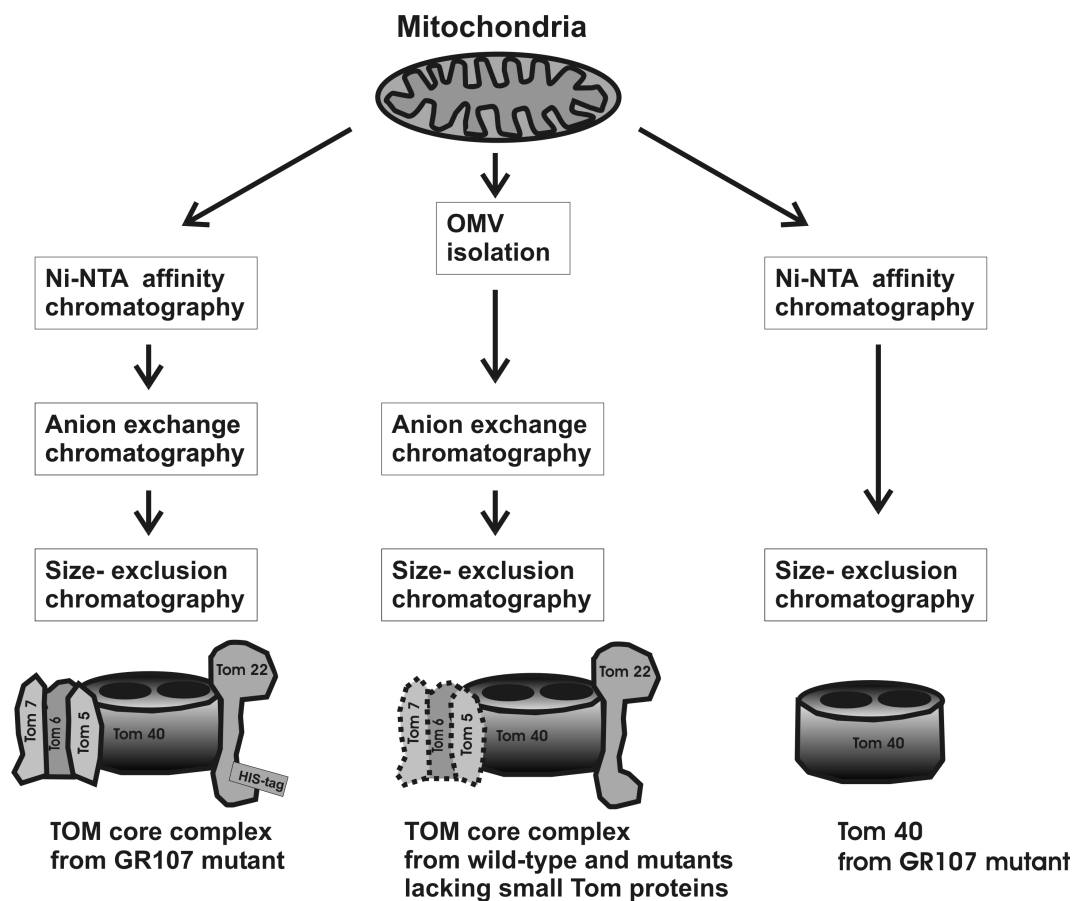 Mitochondria
Ni-NTA affinity
chromatography
Anion exchange
chromatography
Size- exclusion
chromatography
Tom 7
Tom 6
Tom 5
Tom 40
Tom 22
HIS-tag
TOM core complex
from GR107 mutant
OMV
isolation
Anion exchange
chromatography
Size- exclusion
chromatography
Tom 7
Tom 6
Tom 5
Tom 40
Tom 22
TOM core complex
from wild-type and mutants
lacking small Tom proteins
Ni-NTA affinity
chromatography
Size- exclusion
chromatography
Tom 40
Tom 40
from GR107 mutant